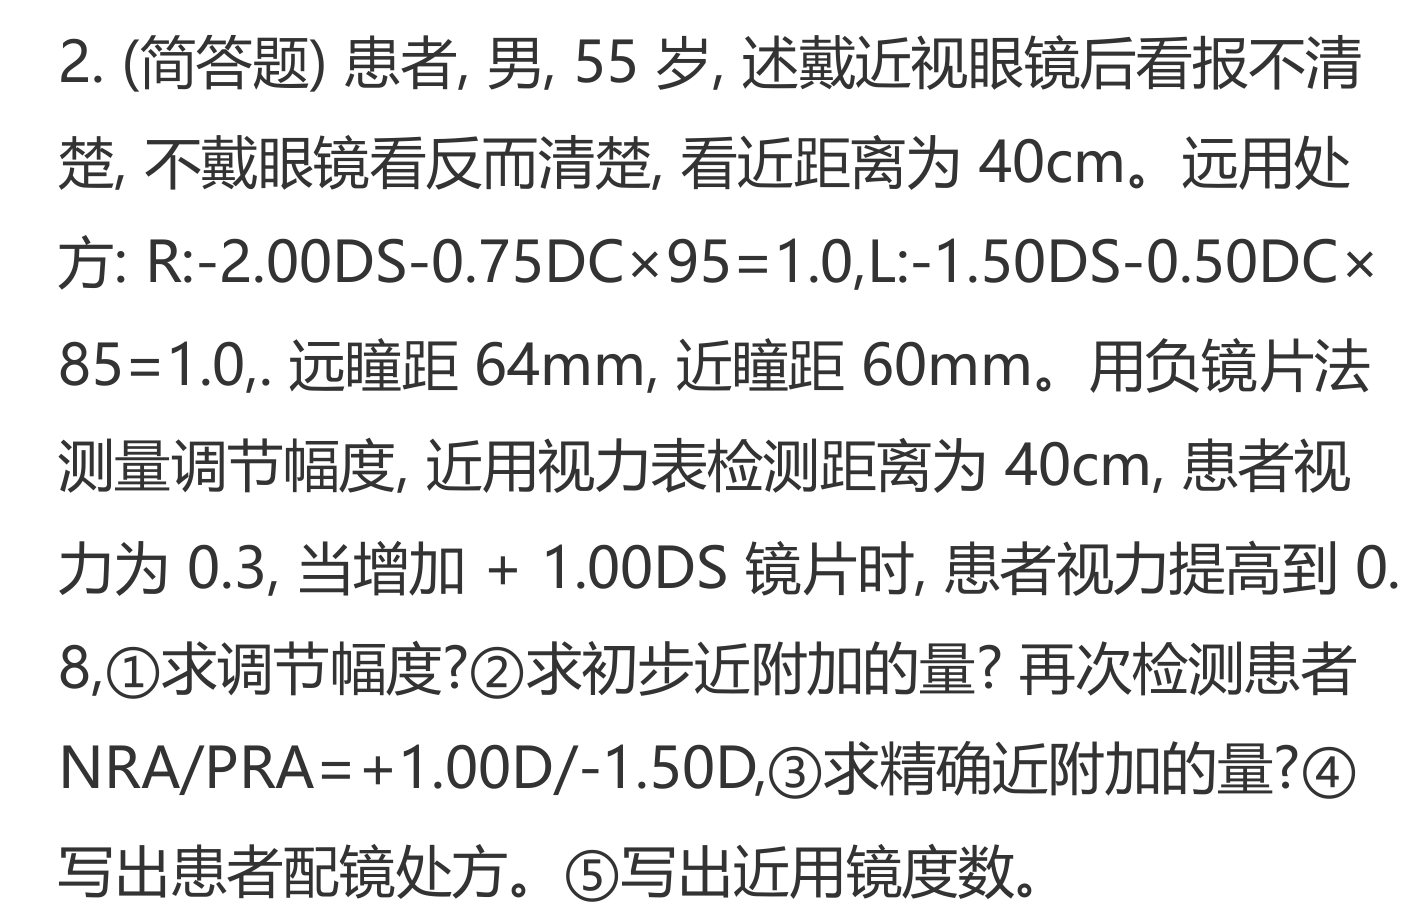 2. (简答题) 患者, 男, 55 岁, 述戴近视眼镜后看报不清
楚, 不戴眼镜看反而清楚, 看近距离为 40cm。远用处
方: R:-2.00DS-0.75DC×95=1.0,L:-1.50DS-0.50DC×
85=1.0,. 远瞳距 64mm, 近瞳距 60mm。用负镜片法
测量调节幅度, 近用视力表检测距离为 40cm, 患者视
力为 0.3, 当增加 + 1.00DS 镜片时, 患者视力提高到 0.
8,①求调节幅度?②求初步近附加的量? 再次检测患者
NRA/PRA=+1.00D/-1.50D,③求精确近附加的量?④
写出患者配镜处方。⑤写出近用镜度数。